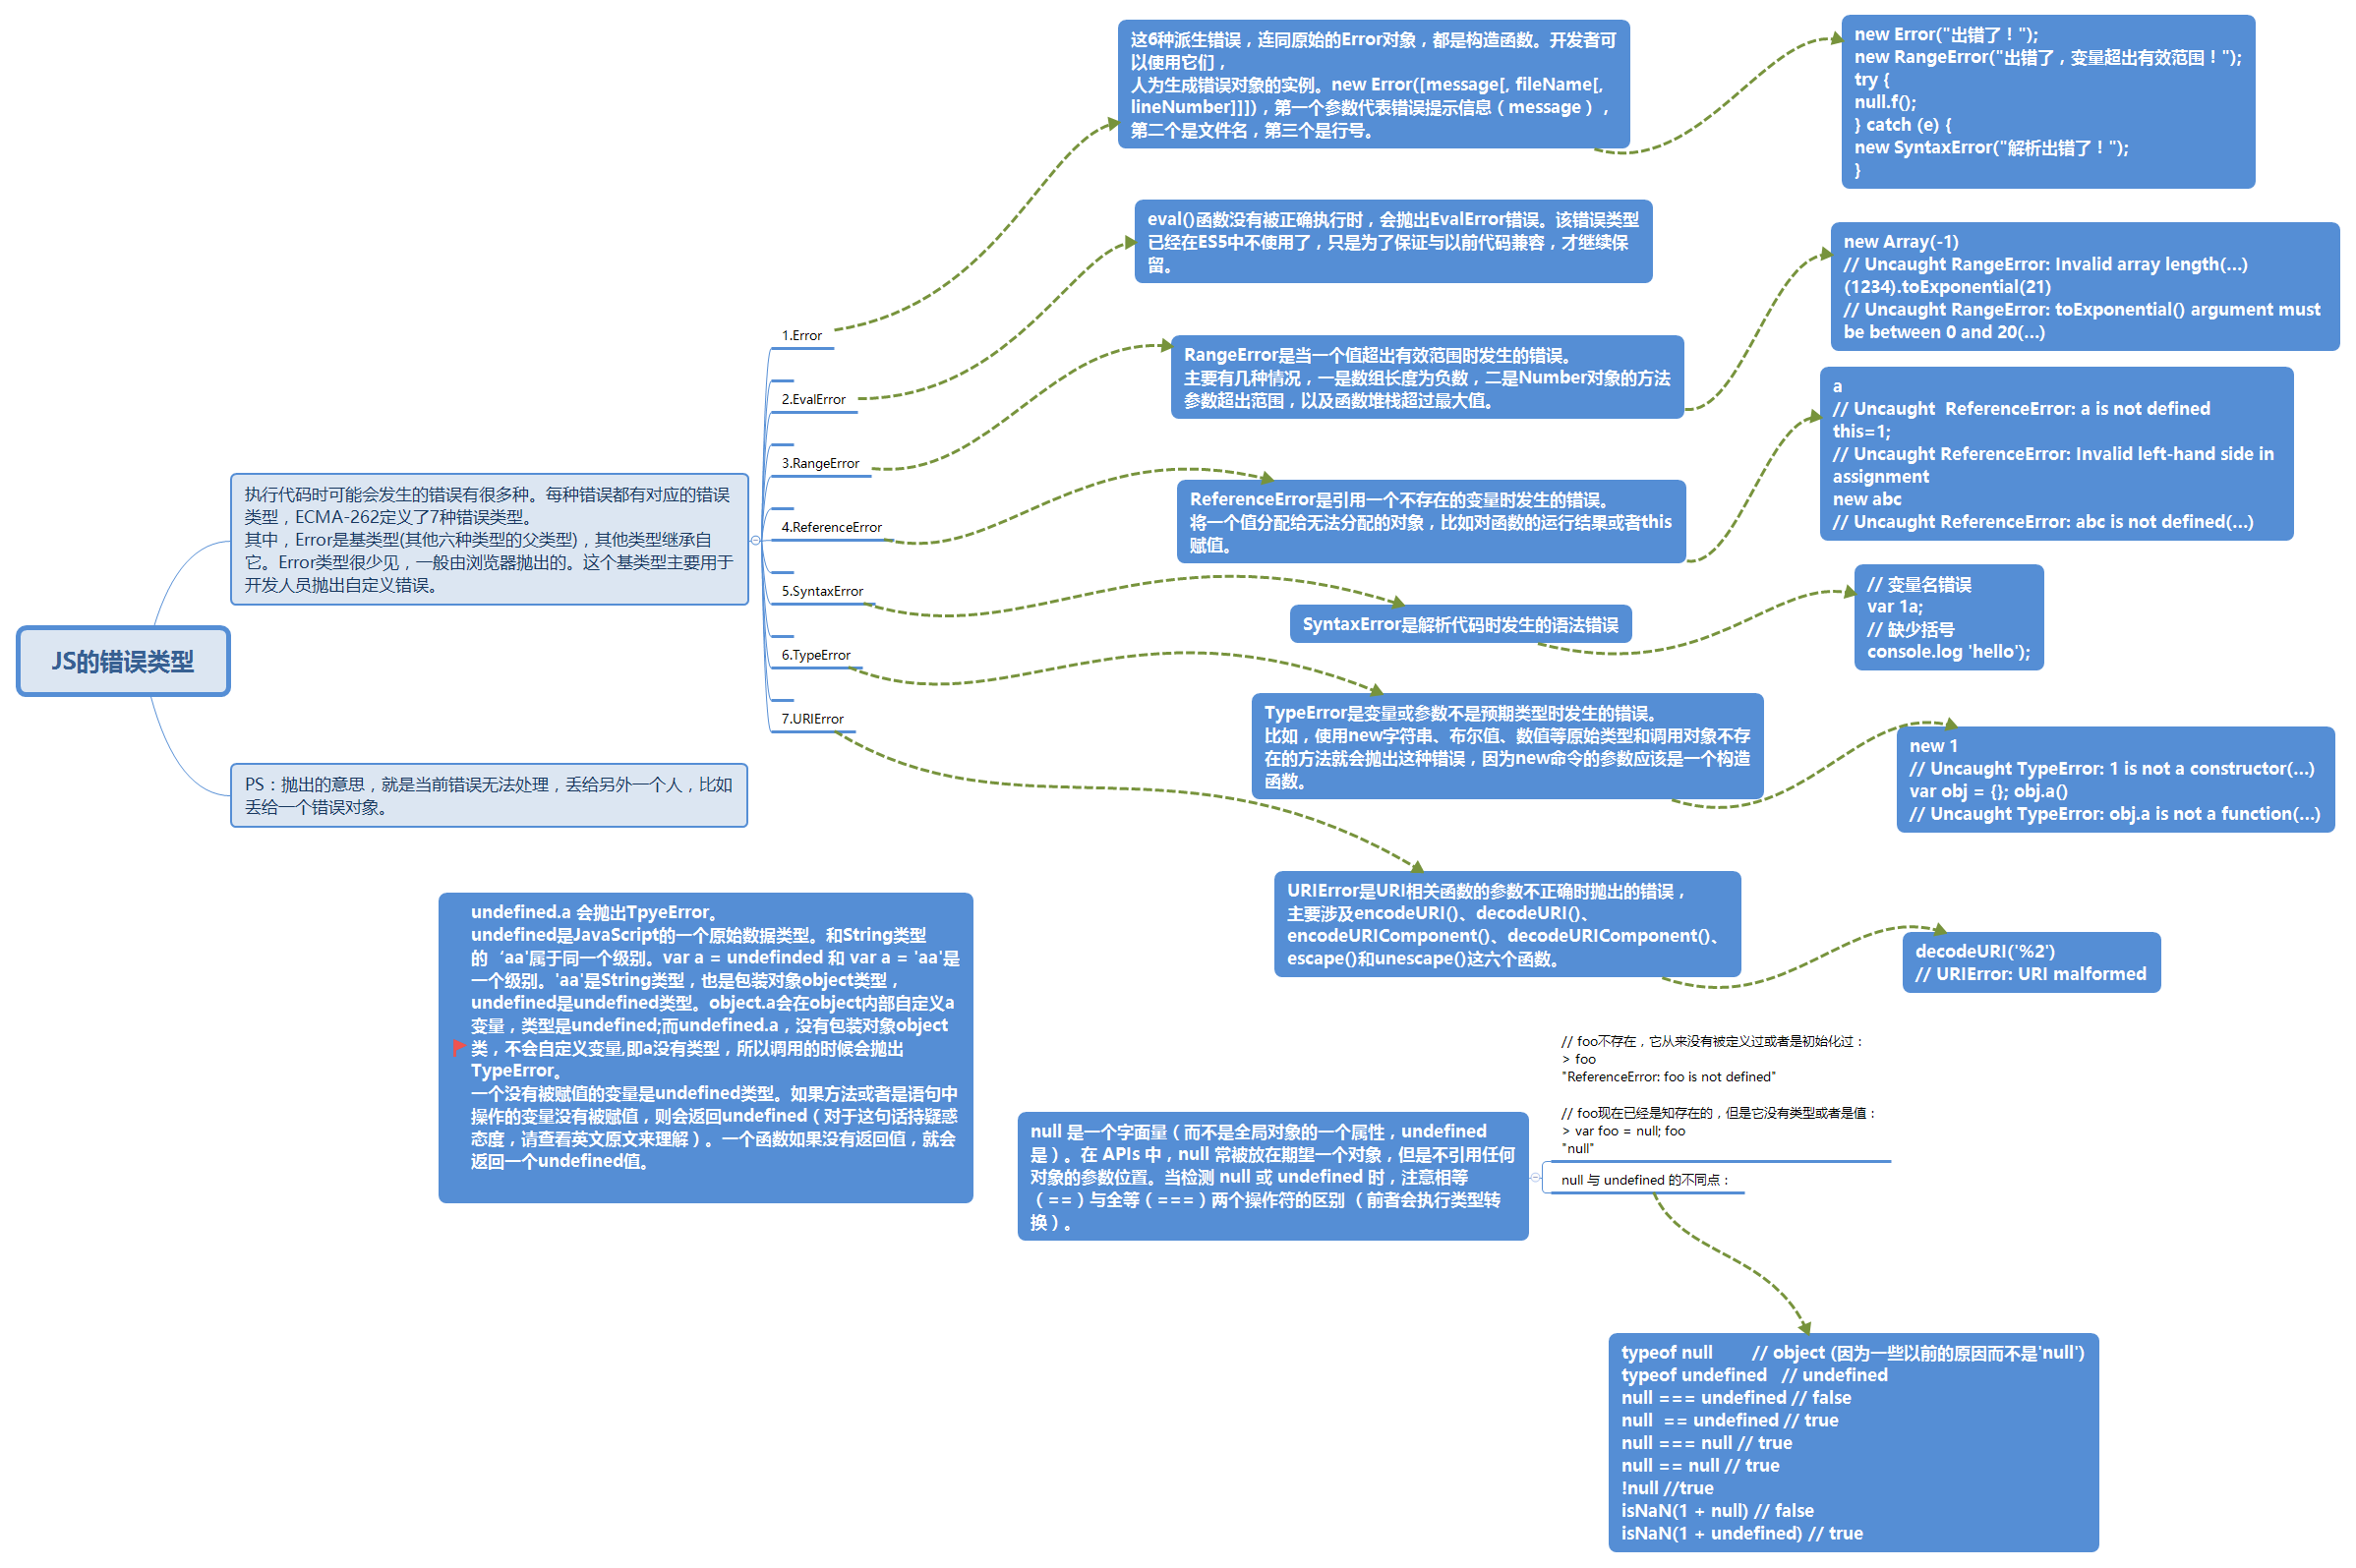 JS的错误类型
执行代码时可能会发生的错误有很多种。每种错误都有对应的错误
类型，ECMA-262定义了7种错误类型。
其中，Error是基类型(其他六种类型的父类型)，其他类型继承自
它。Error类型很少见，一般由浏览器抛出的。这个基类型主要用于
开发人员抛出自定义错误。
1.Error
这6种派生错误，连同原始的Error对象，都是构造函数。开发者可
以使用它们，
人为生成错误对象的实例。new Error([message[, fileName[,
lineNumber]]])，第一个参数代表错误提示信息（message），
第二个是文件名，第三个是行号。
new Error("出错了！");
new RangeError("出错了，变量超出有效范围！");
try {
null.f();
} catch (e) {
new SyntaxError("解析出错了！");
}
2.EvalError
eval()函数没有被正确执行时，会抛出EvalError错误。该错误类型
已经在ES5中不使用了，只是为了保证与以前代码兼容，才继续保
留。
3.RangeError
RangeError是当一个值超出有效范围时发生的错误。
主要有几种情况，一是数组长度为负数，二是Number对象的方法
参数超出范围，以及函数堆栈超过最大值。
new Array(-1)
// Uncaught RangeError: Invalid array length(…)
(1234).toExponential(21)
// Uncaught RangeError: toExponential() argument must
be between 0 and 20(…)
4.ReferenceError
ReferenceError是引用一个不存在的变量时发生的错误。
将一个值分配给无法分配的对象，比如对函数的运行结果或者this
赋值。
a
// Uncaught  ReferenceError: a is not defined
this=1;
// Uncaught ReferenceError: Invalid left-hand side in
assignment
new abc
// Uncaught ReferenceError: abc is not defined(…)
5.SyntaxError
SyntaxError是解析代码时发生的语法错误
// 变量名错误
var 1a;
// 缺少括号
console.log 'hello');
6.TypeError
TypeError是变量或参数不是预期类型时发生的错误。
比如，使用new字符串、布尔值、数值等原始类型和调用对象不存
在的方法就会抛出这种错误，因为new命令的参数应该是一个构造
函数。
new 1
// Uncaught TypeError: 1 is not a constructor(…)
var obj = {}; obj.a()
// Uncaught TypeError: obj.a is not a function(…)
7.URIError
URIError是URI相关函数的参数不正确时抛出的错误，
主要涉及encodeURI()、decodeURI()、
encodeURIComponent()、decodeURIComponent()、
escape()和unescape()这六个函数。
decodeURI('%2')
// URIError: URI malformed
PS：抛出的意思，就是当前错误无法处理，丢给另外一个人，比如
丢给一个错误对象。
undefined.a 会抛出TpyeError。
undefined是JavaScript的一个原始数据类型。和String类型
的‘aa'属于同一个级别。var a = undefinded 和 var a = 'aa'是
一个级别。'aa'是String类型，也是包装对象object类型，
undefined是undefined类型。object.a会在object内部自定义a
变量，类型是undefined;而undefined.a，没有包装对象object
类，不会自定义变量,即a没有类型，所以调用的时候会抛出
TypeError。
一个没有被赋值的变量是undefined类型。如果方法或者是语句中
操作的变量没有被赋值，则会返回undefined（对于这句话持疑惑
态度，请查看英文原文来理解）。一个函数如果没有返回值，就会
返回一个undefined值。
null 是一个字面量（而不是全局对象的一个属性，undefined
是）。在 APIs 中，null 常被放在期望一个对象，但是不引用任何
对象的参数位置。当检测 null 或 undefined 时，注意相等
（==）与全等（===）两个操作符的区别 （前者会执行类型转
换）。
// foo不存在，它从来没有被定义过或者是初始化过：
> foo
"ReferenceError: foo is not defined"
// foo现在已经是知存在的，但是它没有类型或者是值：
> var foo = null; foo
"null"
null 与 undefined 的不同点：
typeof null        // object (因为一些以前的原因而不是'null')
typeof undefined   // undefined
null === undefined // false
null  == undefined // true
null === null // true
null == null // true
!null //true
isNaN(1 + null) // false
isNaN(1 + undefined) // true